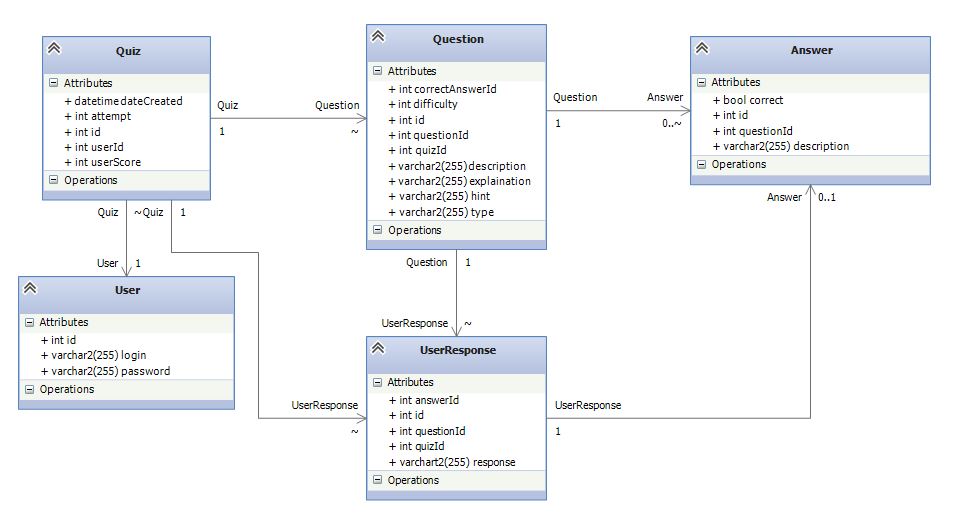 Quiz
Attributes
+ datetime dateCreated
+ int attempt
+ int id
+ int userId
+ int userScore
Operations
Quiz
Question
1
~
Question
Attributes
+ int correctAnswerId
+ int difficulty
+ int id
+ int questionId
+ int quizId
+ varchar2(255) description
+ varchar2(255) explaination
+ varchar2(255) hint
+ varchar2(255) type
Operations
Question
Answer
1
0..~
Answer
Attributes
+ bool correct
+ int id
+ int questionId
+ varchar2(255) description
Operations
Quiz
~
Quiz
1
User
1
Question
1
UserResponse
~
Answer
0..1
User
Attributes
+ int id
+ varchar2(255) login
+ varchar2(255) password
Operations
UserResponse
~
UserResponse
Attributes
+ int answerId
+ int id
+ int questionId
+ int quizId
+ varchart2(255) response
Operations
UserResponse
1